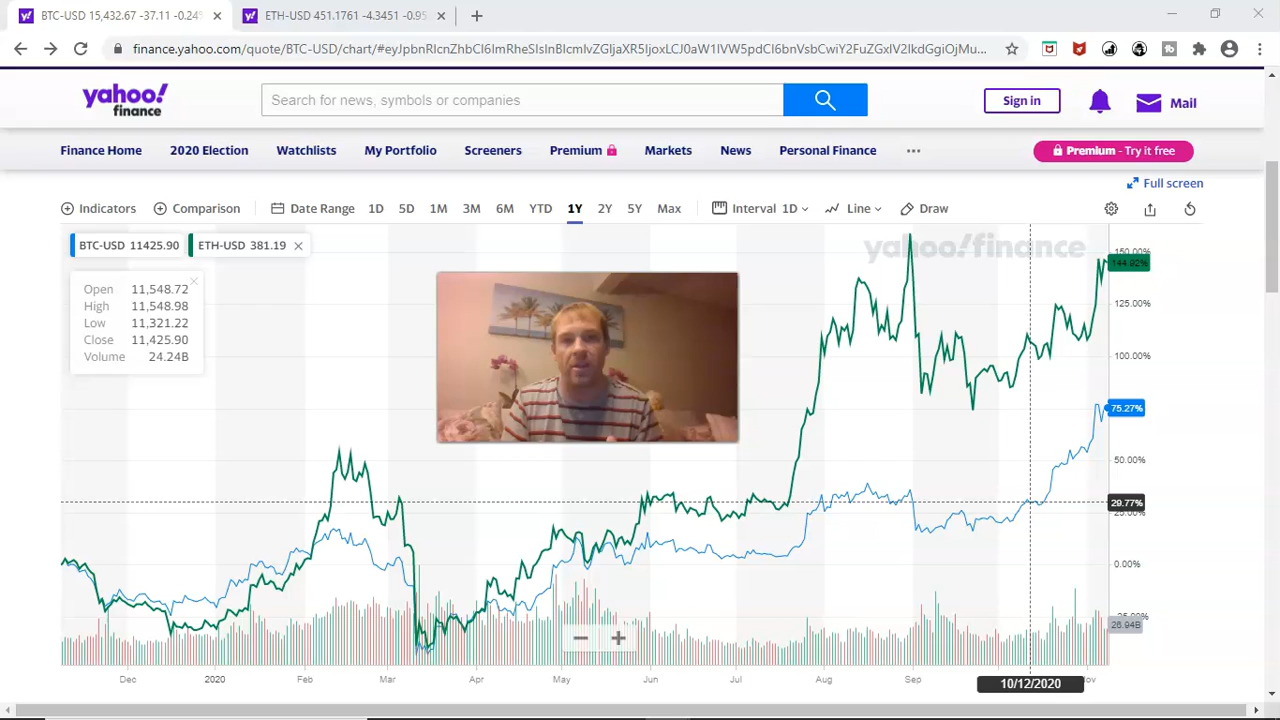 BTC-USD 15,432.67 -37.11 -0.24%
ETH-USD 451.1761 -4.3451 -0.95
finance.yahoo.com/quote/BTC-USD/chart/
yahoo!
finance
Search for news, symbols or companies
Sign in
Mail
Finance Home 2020 Election Watchlists My Portfolio Screeners Premium Markets News Personal Finance ...
Premium - Try it free
Full screen
Indicators Comparison Date Range 1D 5D 1M 3M 6M YTD 1Y 2Y 5Y Max Interval 1D Line Draw
BTC-USD 11425.90 ETH-USD 381.19
yahoo!finance
Open 11,548.72
High 11,548.98
Low 11,321.22
Close 11,425.90
Volume 24.24B
150.00%
144.92%
125.00%
100.00%
75.27%
50.00%
29.77%
25.00%
0.00%
-25.00%
26.94B
Dec 2020 Feb Mar Apr May Jun Jul Aug Sep 10/12/2020